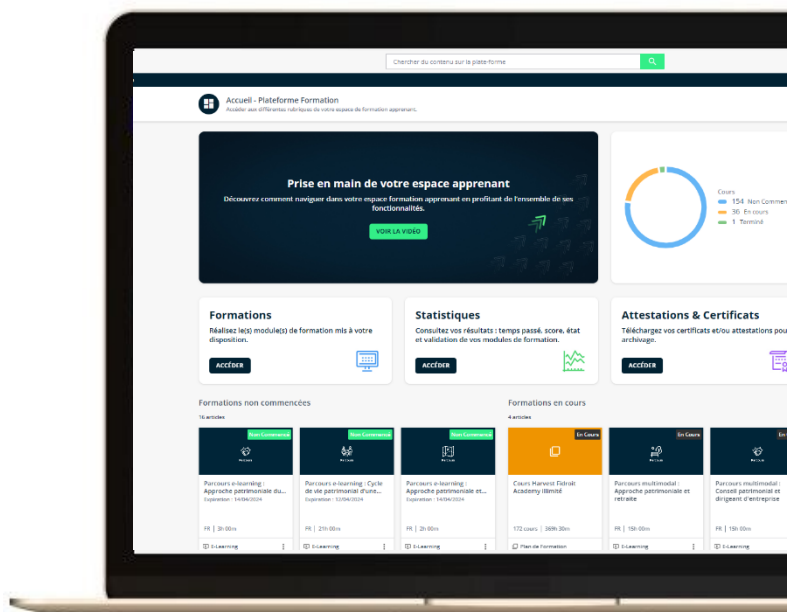 Chercher du contenu sur la plate-forme
Accueil - Plateforme Formation
Accéder aux différentes rubriques de votre espace de formation apprenant.
Prise en main de votre espace apprenant
Découvrez comment naviguer dans votre espace formation apprenant en profitant de l'ensemble de ses
fonctionnalités.
VOIR LA VIDÉO
Cours
154 Non Commen
36 En cours
1 Terminé
Formations
Réalisez le(s) module(s) de formation mis à votre
disposition.
ACCÉDER
Statistiques
Consultez vos résultats : temps passé, score, état
et validation de vos modules de formation.
ACCÉDER
Attestations & Certificats
Téléchargez vos certificats et/ou attestations pou
archivage.
ACCÉDER
Formations non commencées
16 articles
Non Commencé
Parcours
Parcours e-learning :
Approche patrimoniale du...
Expiration : 14/04/2024
FR | 3h 00m
E-Learning
Non Commencé
Parcours
Parcours e-learning : Cycle
de vie patrimonial d'une...
Expiration : 12/04/2024
FR | 21h 00m
E-Learning
Non Commencé
Parcours
Parcours e-learning :
Approche patrimoniale et...
Expiration : 14/04/2024
FR | 2h 00m
E-Learning
Formations en cours
4 articles
En Cours
Cours Harvest Fidroit
Academy illimité
172 cours | 369h 30m
Plan de Formation
En Cours
Parcours
Parcours multimodal :
Approche patrimoniale et
retraite
FR | 15h 00m
E-Learning
En C
Parcours
Parcours multimodal :
Conseil patrimonial et
dirigeant d'entreprise
FR | 15h 00m
E-Learning